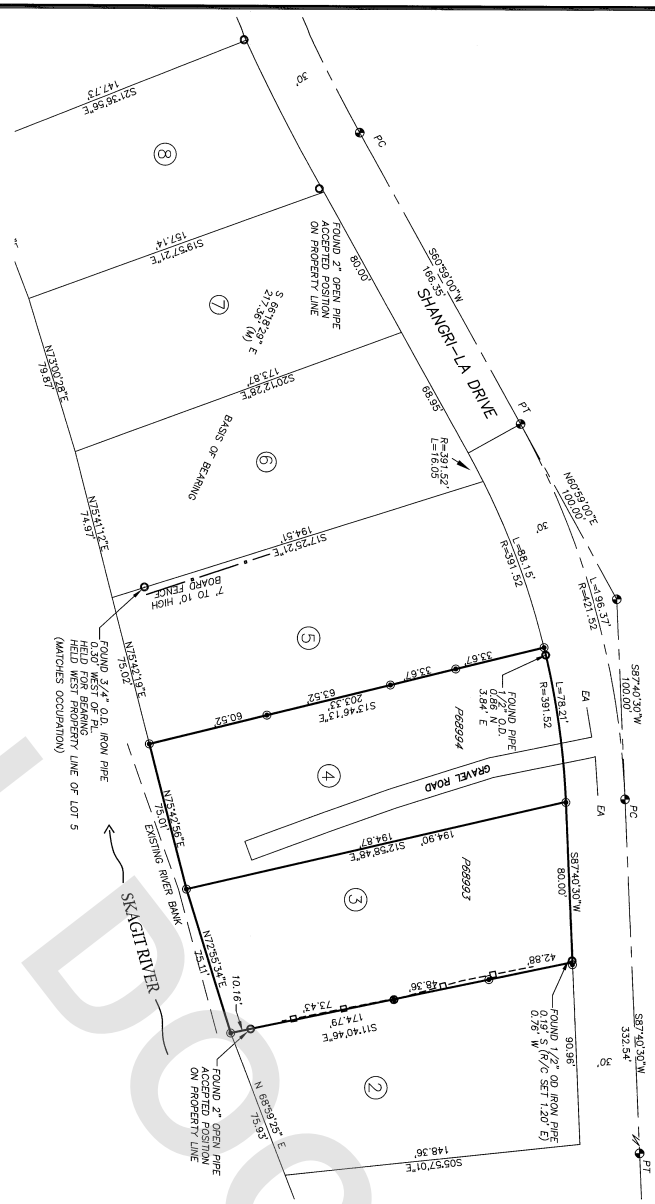 30'
PC
S60°59'00"W
166.35'
SHANGRI-LA DRIVE
PT
N60°59'00"E
100.00'
30'
L=196.37'
R=421.52
S87°40'30"W
100.00'
PC
S87°40'30"W
332.54'
30'
PT
S21°36'56"E
147.73'
8
S19°57'21"E
157.14'
FOUND 2" OPEN PIPE
ACCEPTED POSITION
ON PROPERTY LINE
80.00'
7
S 66°18'29" E
217.36' (M)
BASIS OF BEARING
S20°12'28"E
173.87'
68.95'
R=391.52'
L=16.05'
6
S17°25'21"E
194.51'
7' TO 10' HIGH
BOARD FENCE
L=88.15'
R=391.52
5
N73°00'28"E
79.87'
N75°41'12"E
74.97'
N75°42'19"E
75.02'
FOUND 3/4" O.D. IRON PIPE
0.30' WEST OF PL
HELD FOR BEARING
HELD WEST PROPERTY LINE OF LOT 5
(MATCHES OCCUPATION)
33.67'
33.67'
63.52'
60.52'
S13°46'13"E
203.33'
FOUND PIPE
1/2" O.D.
0.86' N
3.84' E
L=78.21'
R=391.52
EA
EA
P68994
4
GRAVEL ROAD
N75°42'56"E
75.01'
EXISTING RIVER BANK
SKAGIT RIVER
194.90'
S12°58'48"E
194.87'
S87°40'30"W
80.00'
P68993
3
N72°55'34"E
75.11'
10.16'
42.88'
48.36'
73.43'
174.79'
S11°40'46"E
FOUND 1/2" OD IRON PIPE
0.19' S (R/C SET 1.20' E)
0.76' W
90.96'
2
FOUND 2" OPEN PIPE
ACCEPTED POSITION
ON PROPERTY LINE
N 68°59'25" E
75.93'
S05°57'01"E
148.36'